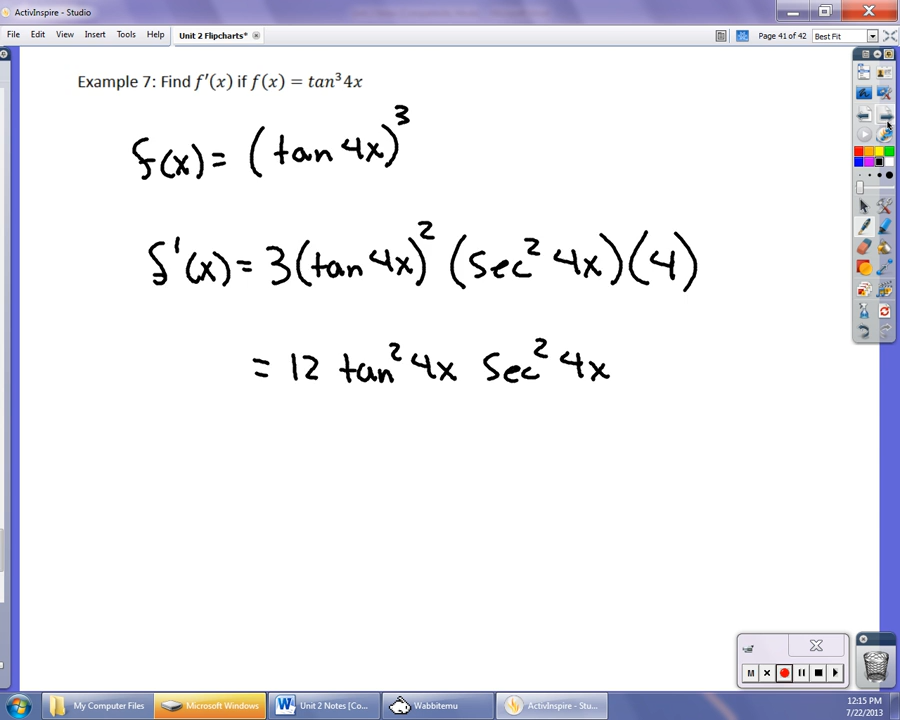 ActivInspire - Studio
File Edit View Insert Tools Help Unit 2 Flipcharts* Page 41 of 42 Best Fit
Example 7: Find f′(x) if f(x) = tan³4x
f(x) = (tan 4x)³
f'(x) = 3(tan 4x)² (sec² 4x)(4)
= 12 tan² 4x sec² 4x
M
My Computer Files Microsoft Windows Unit 2 Notes [Co... Wabbitemu ActivInspire - Stu...
12:15 PM
7/22/2013